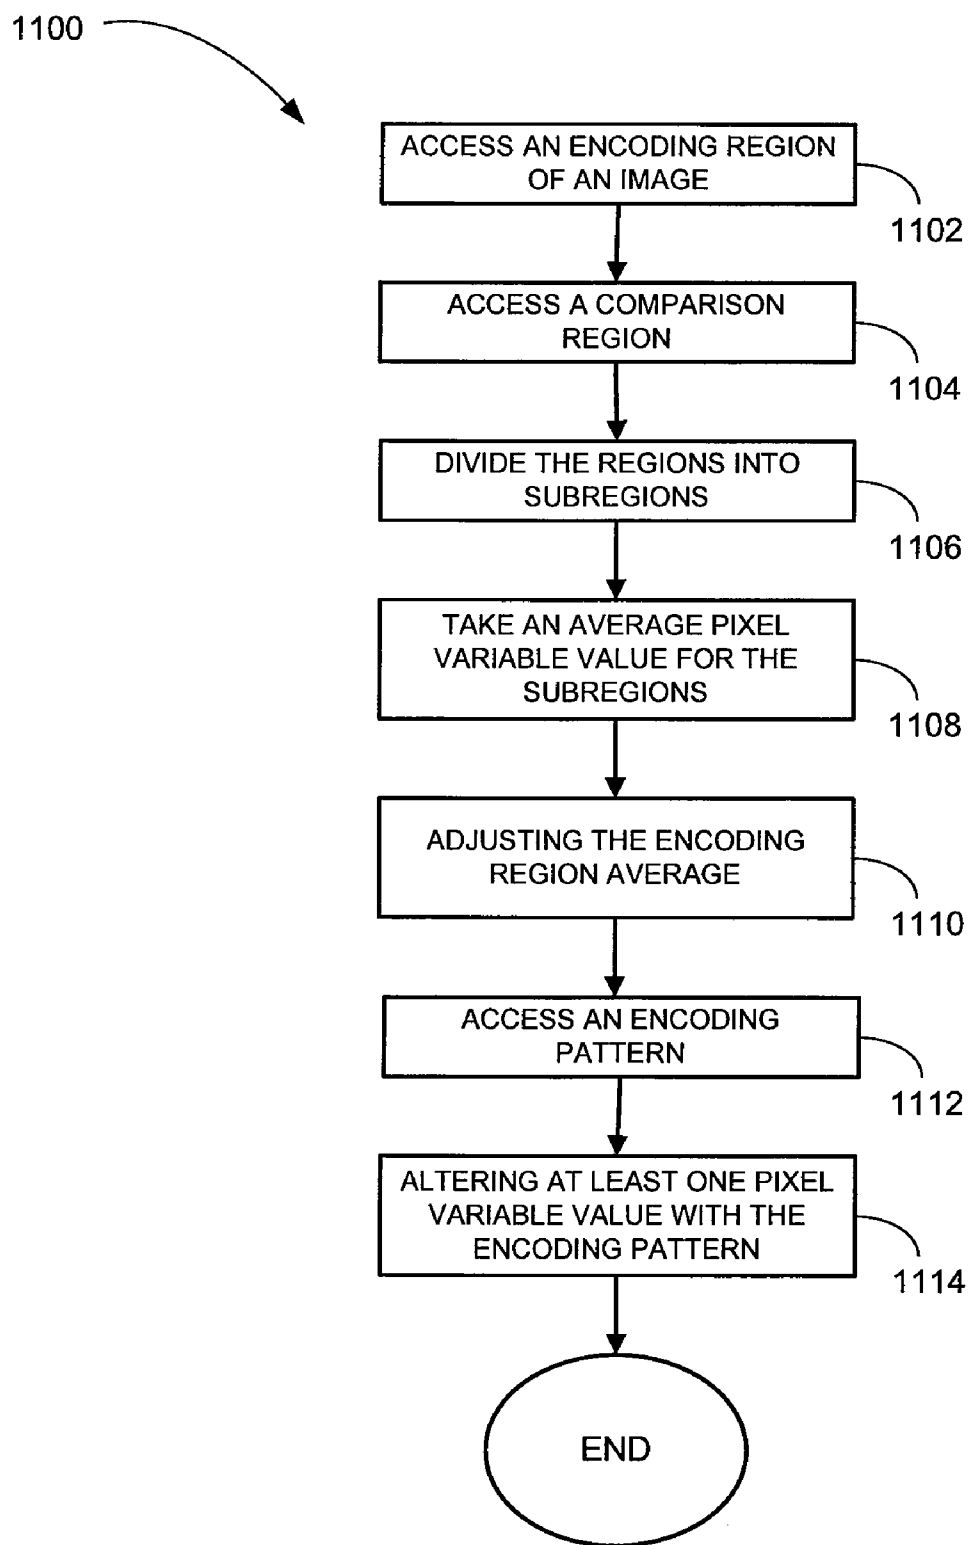 1100
ACCESS AN ENCODING REGION
OF AN IMAGE
1102
ACCESS A COMPARISON
REGION
1104
DIVIDE THE REGIONS INTO
SUBREGIONS
1106
TAKE AN AVERAGE PIXEL
VARIABLE VALUE FOR THE
SUBREGIONS
1108
ADJUSTING THE ENCODING
REGION AVERAGE
1110
ACCESS AN ENCODING
PATTERN
1112
ALTERING AT LEAST ONE PIXEL
VARIABLE VALUE WITH THE
ENCODING PATTERN
1114
END